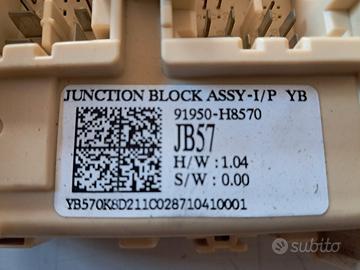 JUNCTION BLOCK ASSY-I/P YB
91950-H8570
JB57
H/W : 1.04
S/W : 0.00
YB570K8D211C028710410001
subito